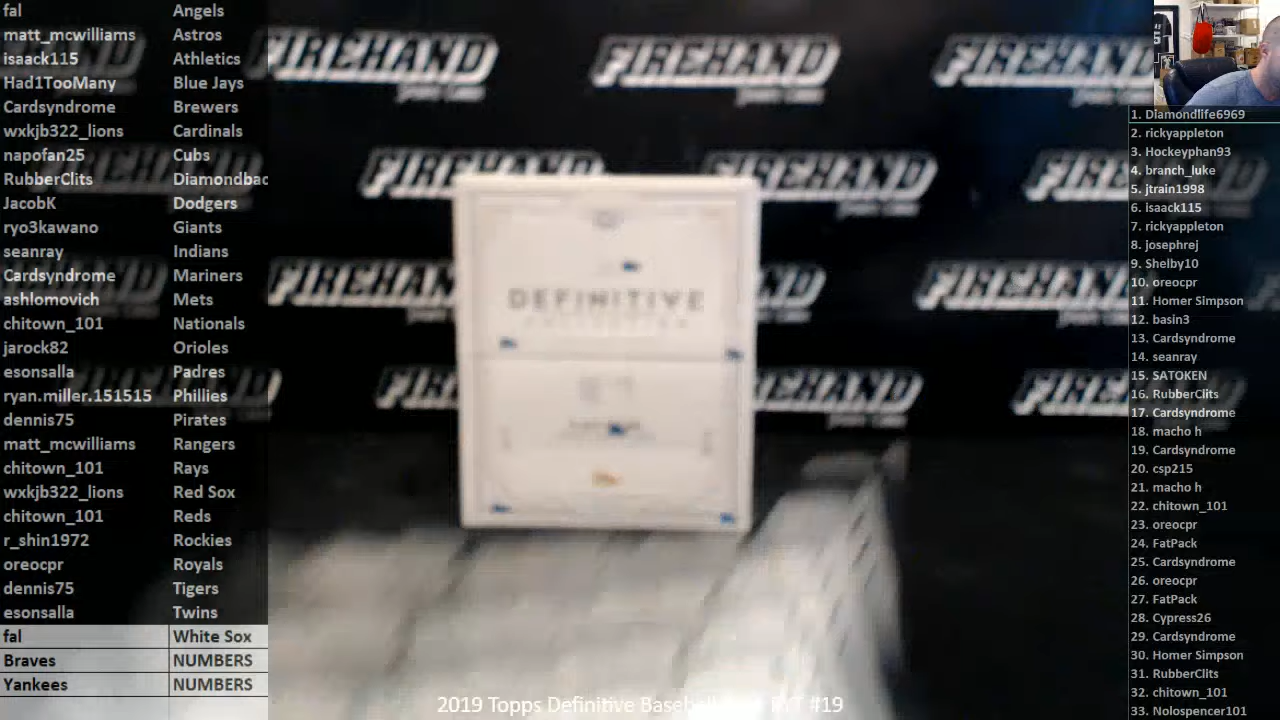 fal Angels
matt_mcwilliams Astros
isaack115 Athletics
Had1TooMany Blue Jays
Cardsyndrome Brewers
wxkjb322_lions Cardinals
napofan25 Cubs
RubberClits Diamondbac
JacobK Dodgers
ryo3kawano Giants
seanray Indians
Cardsyndrome Mariners
ashlomovich Mets
chitown_101 Nationals
jarock82 Orioles
esonsalla Padres
ryan.miller.151515 Phillies
dennis75 Pirates
matt_mcwilliams Rangers
chitown_101 Rays
wxkjb322_lions Red Sox
chitown_101 Reds
r_shin1972 Rockies
oreocpr Royals
dennis75 Tigers
esonsalla Twins
fal White Sox
Braves NUMBERS
Yankees NUMBERS
FIREHAND
FIREHAND
FIREHAND
FIREHAND
FIREHAND
DEFINITIVE
2019 Topps Definitive Baseball #19
1. Diamondlife6969
2. rickyappleton
3. Hockeyphan93
4. branch_luke
5. jtrain1998
6. isaack115
7. rickyappleton
8. josephrej
9. Shelby10
10. oreocpr
11. Homer Simpson
12. basin3
13. Cardsyndrome
14. seanray
15. SATOKEN
16. RubberClits
17. Cardsyndrome
18. macho h
19. Cardsyndrome
20. csp215
21. macho h
22. chitown_101
23. oreocpr
24. FatPack
25. Cardsyndrome
26. oreocpr
27. FatPack
28. Cypress26
29. Cardsyndrome
30. Homer Simpson
31. RubberClits
32. chitown_101
33. Nolospencer101